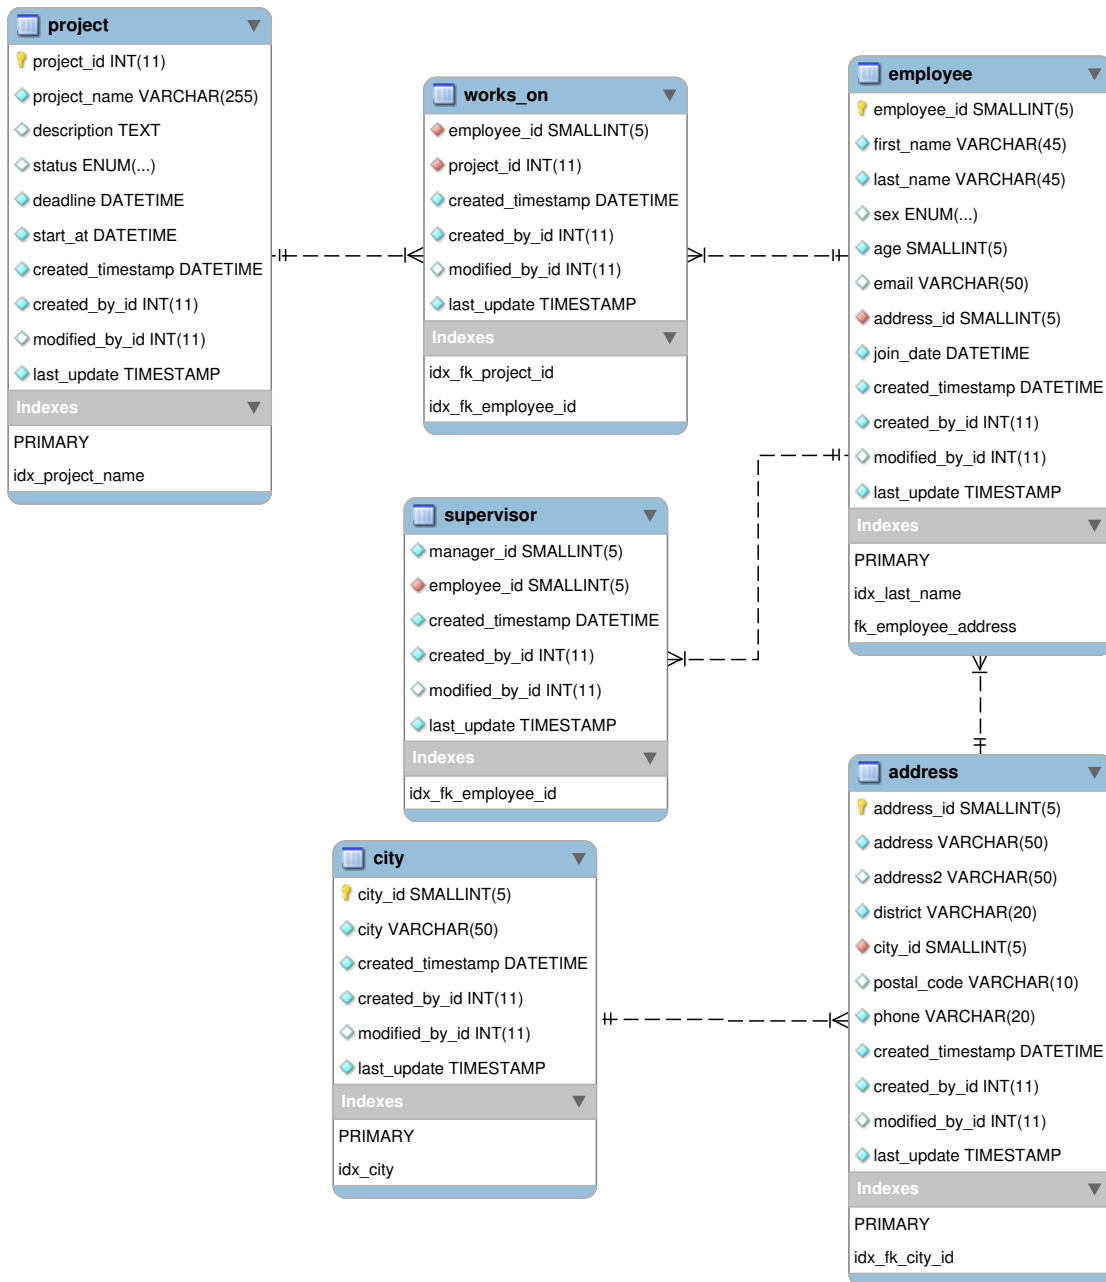 project
project_id INT(11)
project_name VARCHAR(255)
description TEXT
status ENUM(...)
deadline DATETIME
start_at DATETIME
created_timestamp DATETIME
created_by_id INT(11)
modified_by_id INT(11)
last_update TIMESTAMP
Indexes
PRIMARY
idx_project_name
works_on
employee_id SMALLINT(5)
project_id INT(11)
created_timestamp DATETIME
created_by_id INT(11)
modified_by_id INT(11)
last_update TIMESTAMP
Indexes
idx_fk_project_id
idx_fk_employee_id
employee
employee_id SMALLINT(5)
first_name VARCHAR(45)
last_name VARCHAR(45)
sex ENUM(...)
age SMALLINT(5)
email VARCHAR(50)
address_id SMALLINT(5)
join_date DATETIME
created_timestamp DATETIME
created_by_id INT(11)
modified_by_id INT(11)
last_update TIMESTAMP
Indexes
PRIMARY
idx_last_name
fk_employee_address
supervisor
manager_id SMALLINT(5)
employee_id SMALLINT(5)
created_timestamp DATETIME
created_by_id INT(11)
modified_by_id INT(11)
last_update TIMESTAMP
Indexes
idx_fk_employee_id
city
city_id SMALLINT(5)
city VARCHAR(50)
created_timestamp DATETIME
created_by_id INT(11)
modified_by_id INT(11)
last_update TIMESTAMP
Indexes
PRIMARY
idx_city
address
address_id SMALLINT(5)
address VARCHAR(50)
address2 VARCHAR(50)
district VARCHAR(20)
city_id SMALLINT(5)
postal_code VARCHAR(10)
phone VARCHAR(20)
created_timestamp DATETIME
created_by_id INT(11)
modified_by_id INT(11)
last_update TIMESTAMP
Indexes
PRIMARY
idx_fk_city_id